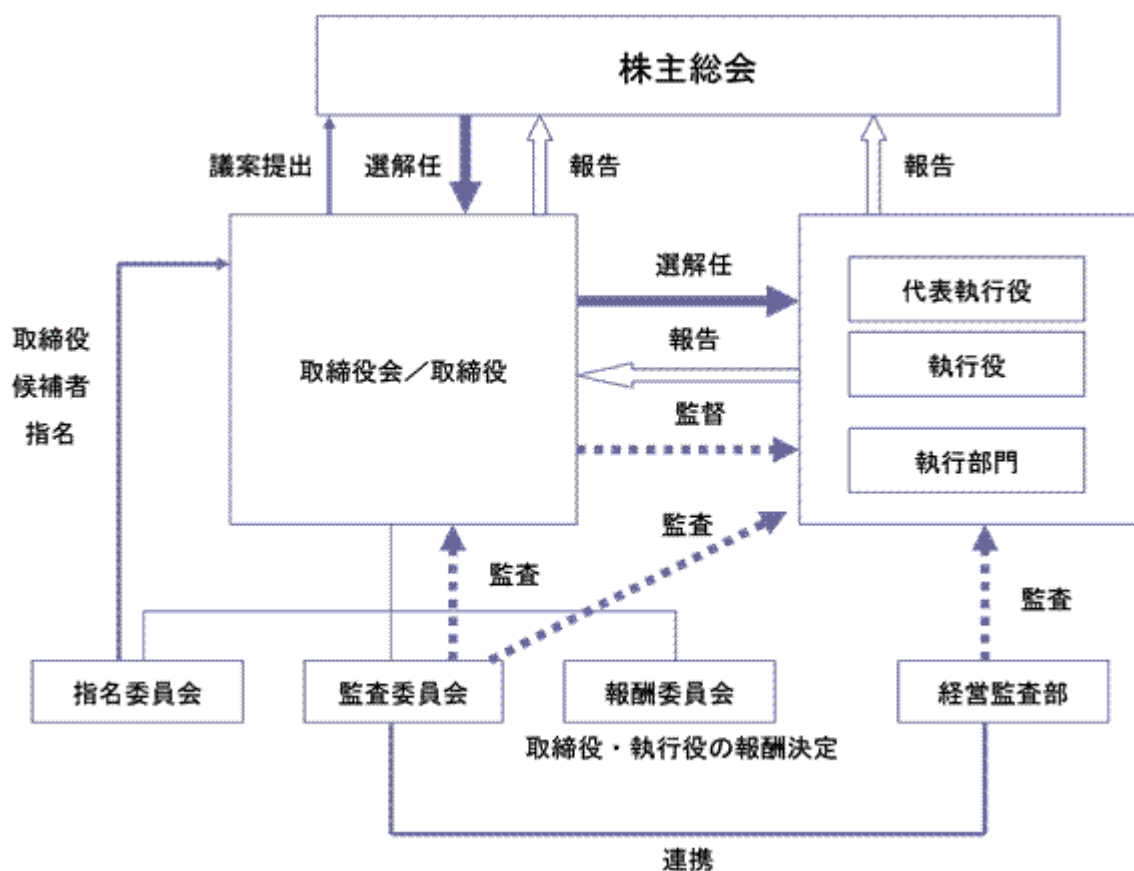 株主総会
議案提出
選解任
報告
報告
選解任
代表執行役
取締役
候補者
指名
取締役会／取締役
報告
執行役
監督
執行部門
監査
監査
監査
指名委員会
監査委員会
報酬委員会
経営監査部
取締役・執行役の報酬決定
連携